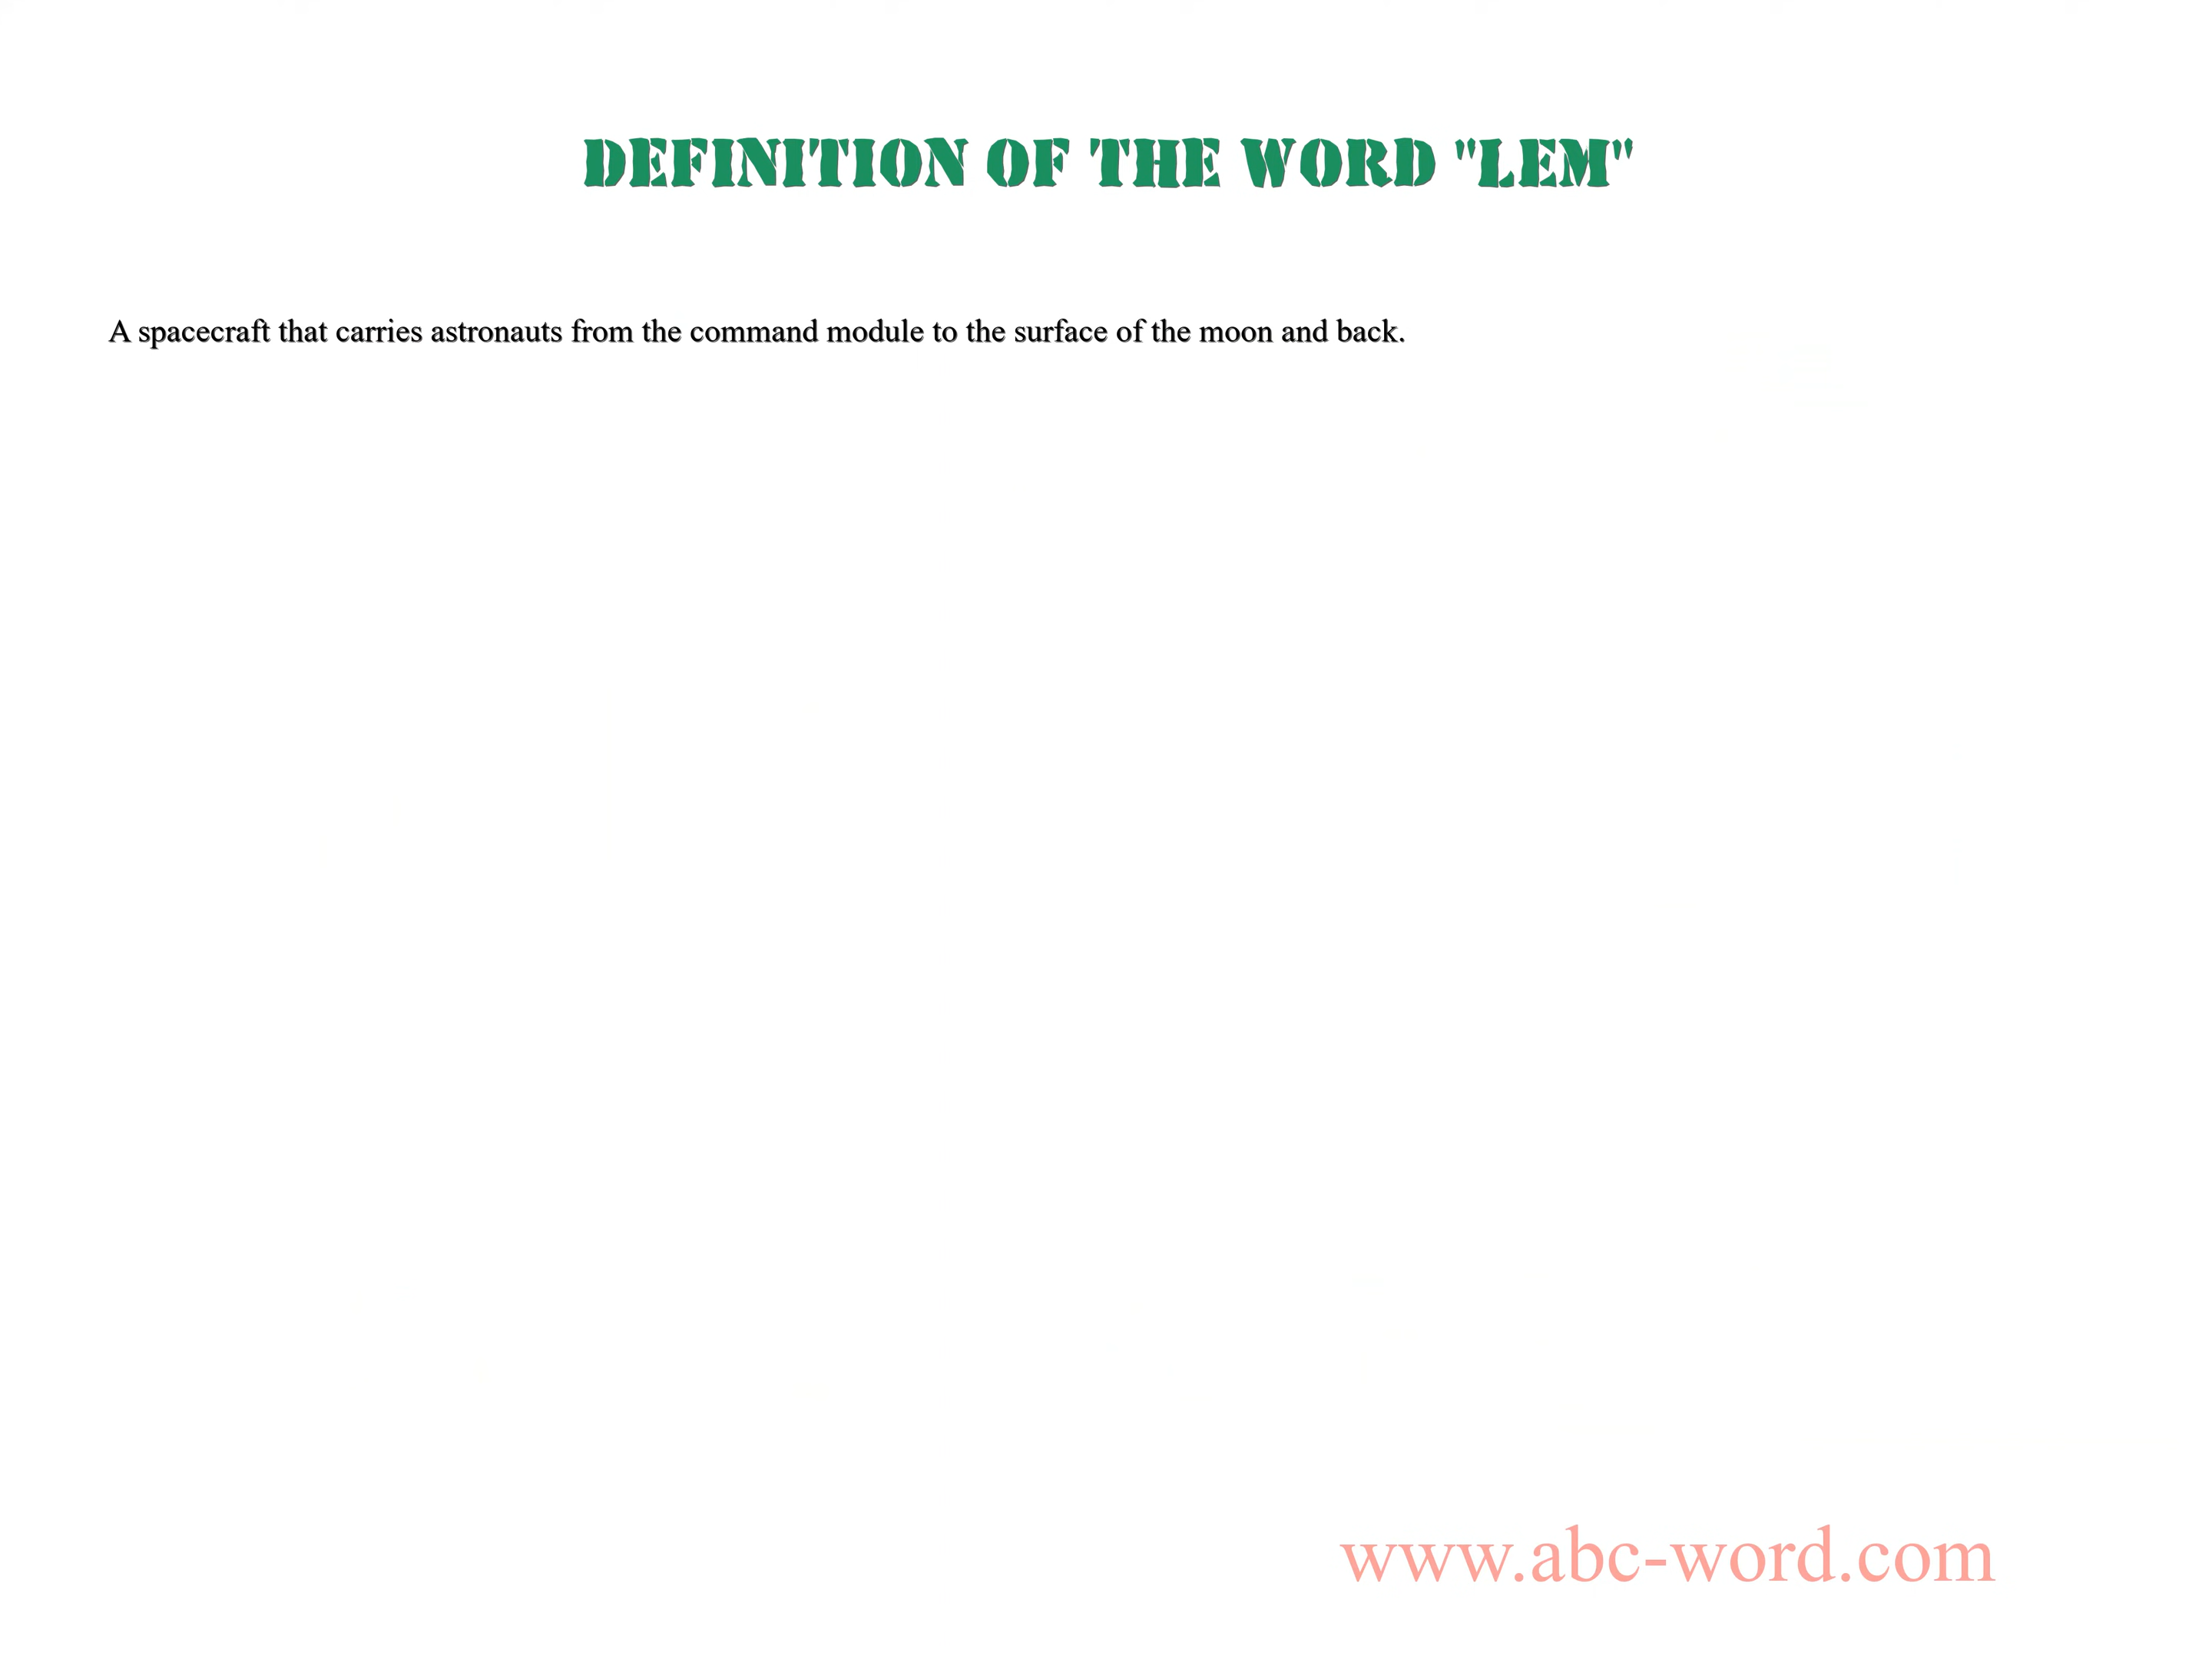 DEFINITION OF THE WORD "LEM"
A spacecraft that carries astronauts from the command module to the surface of the moon and back.
www.abc-word.com